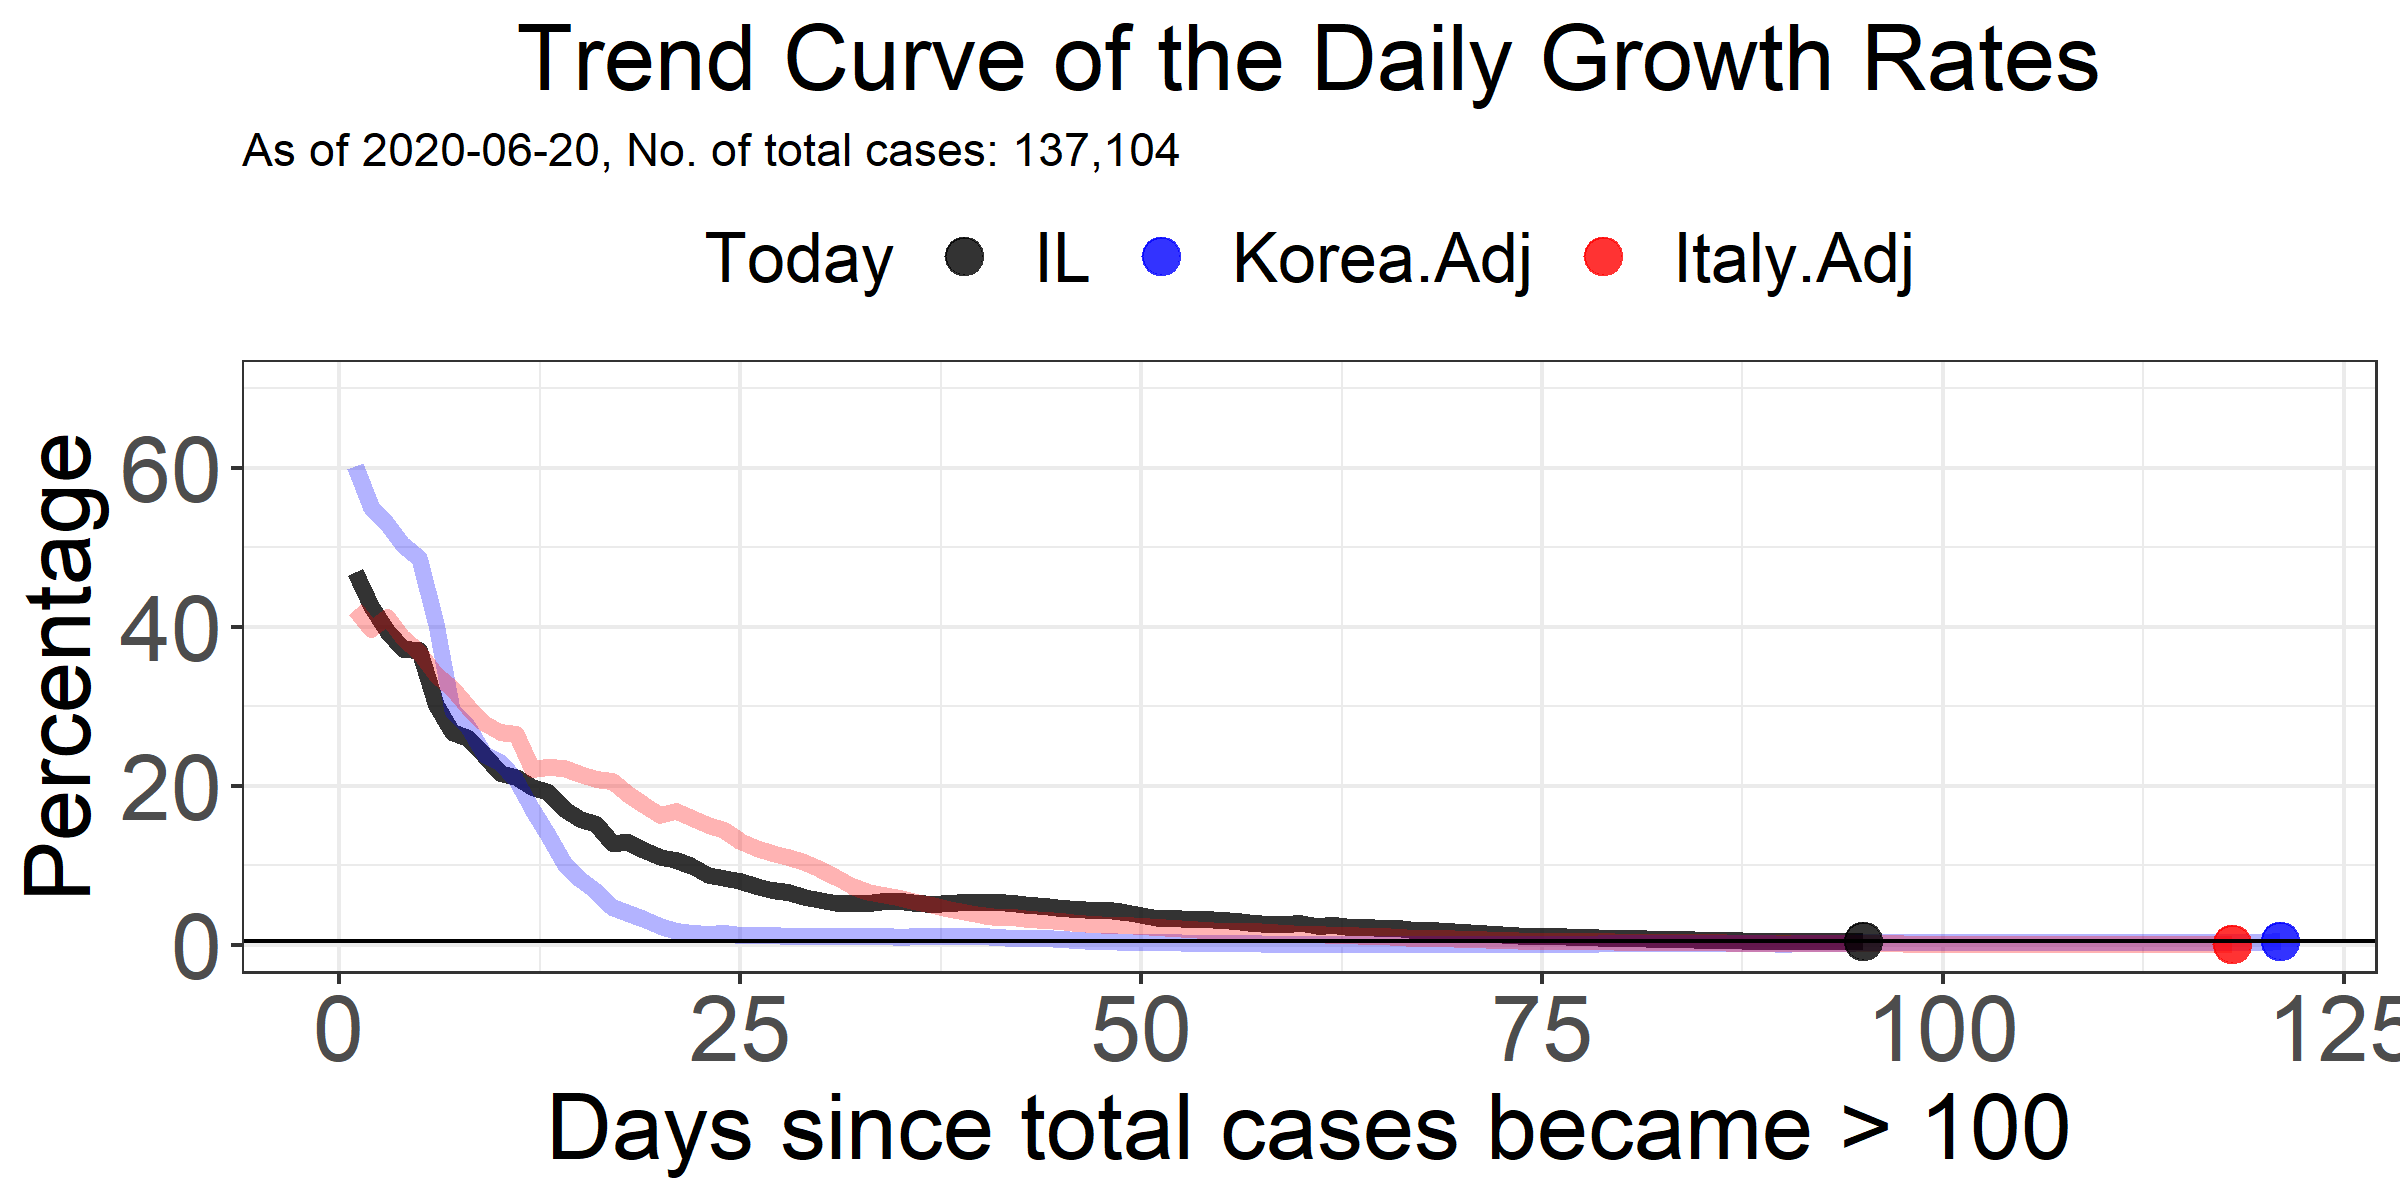 Trend Curve of the Daily Growth Rates
As of 2020-06-20, No. of total cases: 137,104
Today IL Korea.Adj Italy.Adj
Percentage
60
40
20
0
0 25 50 75 100 125
Days since total cases became > 100